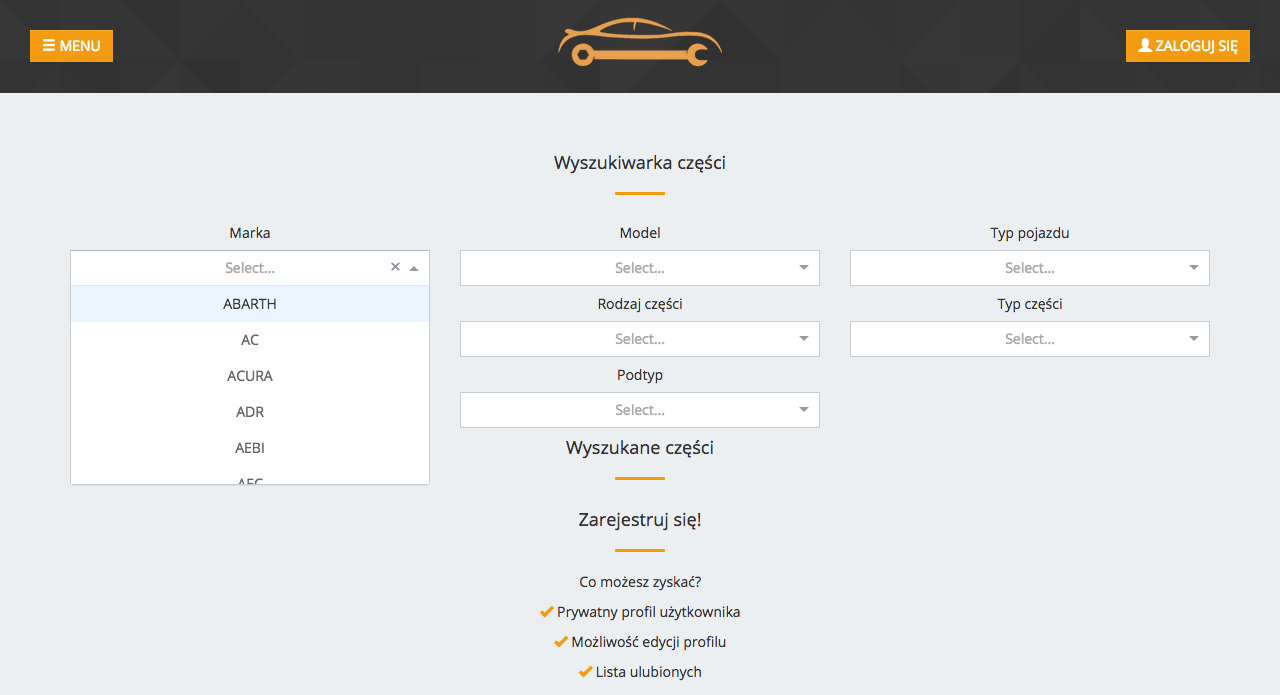 MENU
ZALOGUJ SIĘ
Wyszukiwarka części
Marka
Select...
ABARTH
AC
ACURA
ADR
AEBI
AEC
Model
Select...
Typ pojazdu
Select...
Rodzaj części
Select...
Typ części
Select...
Podtyp
Select...
Wyszukane części
Zarejestruj się!
Co możesz zyskać?
Prywatny profil użytkownika
Możliwość edycji profilu
Lista ulubionych